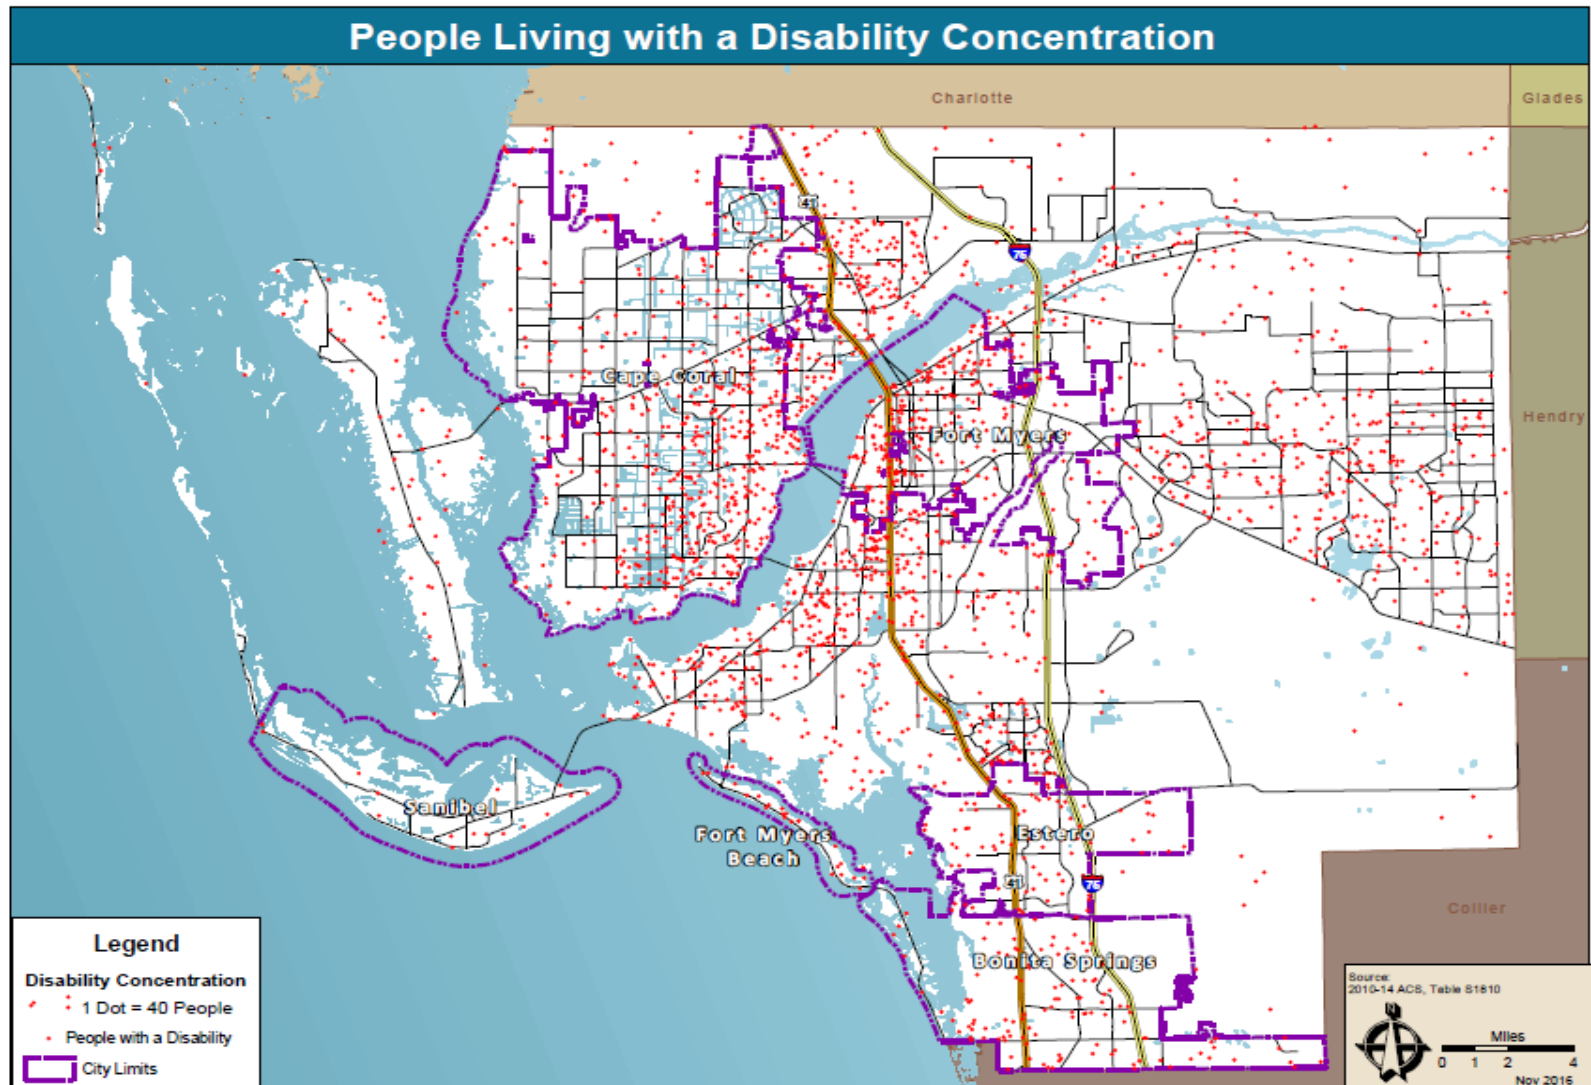 People Living with a Disability Concentration
Charlotte
Glades
41
75
Cape Coral
Fort Myers
Hendry
Sanibel
Fort Myers
Beach
Estero
41
75
Collier
Bonita Springs
Legend
Disability Concentration
1 Dot = 40 People
People with a Disability
City Limits
Source:
2010-14 ACS, Table S1810
N
Miles
0 1 2 4
Nov 2016